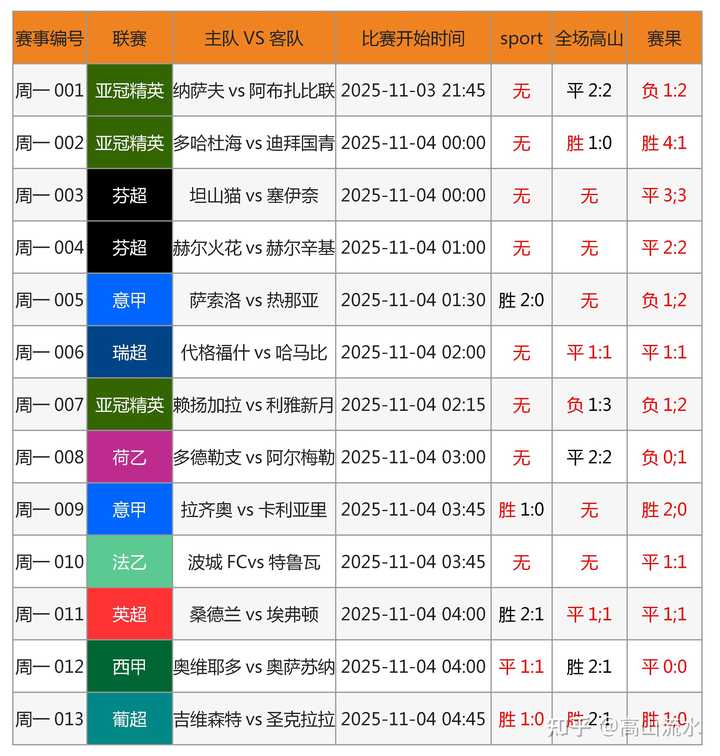 赛事编号 联赛 主队 VS 客队 比赛开始时间 sport 全场高山 赛果
周一 001 亚冠精英 纳萨夫 vs 阿布扎比联 2025-11-03 21:45 无 平 2:2 负 1:2
周一 002 亚冠精英 多哈杜海 vs 迪拜国青 2025-11-04 00:00 无 胜 1:0 胜 4:1
周一 003 芬超 坦山猫 vs 塞伊奈 2025-11-04 00:00 无 无 平 3;3
周一 004 芬超 赫尔火花 vs 赫尔辛基 2025-11-04 01:00 无 无 平 2:2
周一 005 意甲 萨索洛 vs 热那亚 2025-11-04 01:30 胜 2:0 无 负 1;2
周一 006 瑞超 代格福什 vs 哈马比 2025-11-04 02:00 无 平 1:1 平 1:1
周一 007 亚冠精英 赖扬加拉 vs 利雅新月 2025-11-04 02:15 无 负 1:3 负 1;2
周一 008 荷乙 多德勒支 vs 阿尔梅勒 2025-11-04 03:00 无 平 2:2 负 0;1
周一 009 意甲 拉齐奥 vs 卡利亚里 2025-11-04 03:45 胜 1:0 无 胜 2;0
周一 010 法乙 波城 FCvs 特鲁瓦 2025-11-04 03:45 无 无 平 1:1
周一 011 英超 桑德兰 vs 埃弗顿 2025-11-04 04:00 胜 2:1 平 1;1 平 1;1
周一 012 西甲 奥维耶多 vs 奥萨苏纳 2025-11-04 04:00 平 1:1 胜 2:1 平 0:0
周一 013 葡超 吉维森特 vs 圣克拉拉 2025-11-04 04:45 胜 1:0 胜 2:1 胜 1:0
知乎 @高山流水